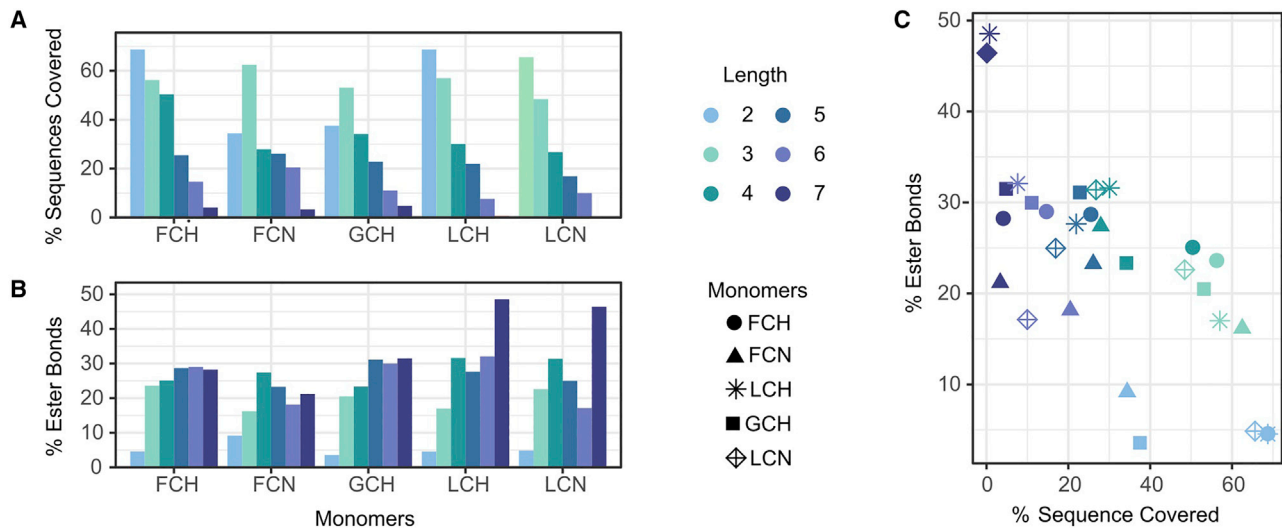 A
% Sequences Covered
60
40
20
0
FCH FCN GCH LCH LCN
B
% Ester Bonds
50
40
30
20
10
0
FCH FCN GCH LCH LCN
Monomers
Length
2 5
3 6
4 7
Monomers
FCH
FCN
LCH
GCH
LCN
C
% Ester Bonds
50
40
30
20
10
0 20 40 60
% Sequence Covered